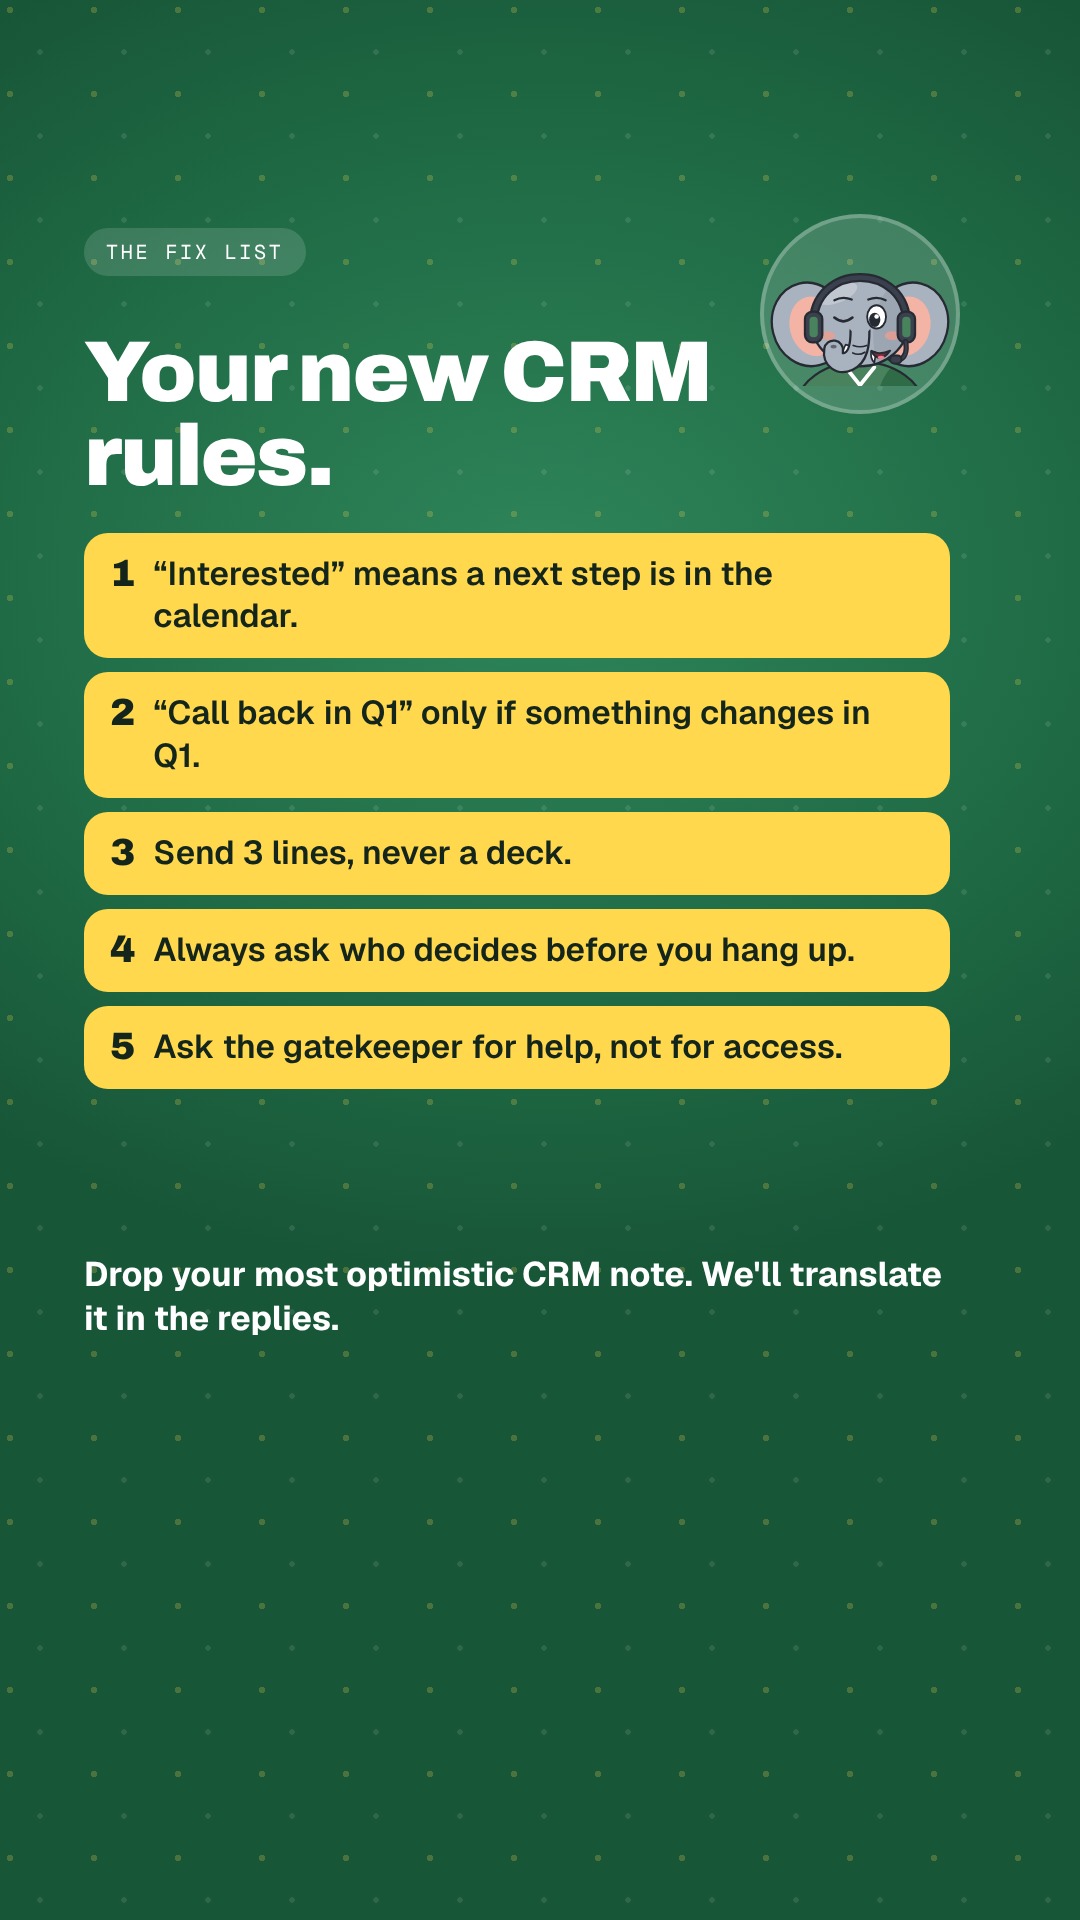 THE FIX LIST
Your new CRM
rules.
1 “Interested” means a next step is in the
calendar.
2 “Call back in Q1” only if something changes in
Q1.
3 Send 3 lines, never a deck.
4 Always ask who decides before you hang up.
5 Ask the gatekeeper for help, not for access.
Drop your most optimistic CRM note. We'll translate
it in the replies.